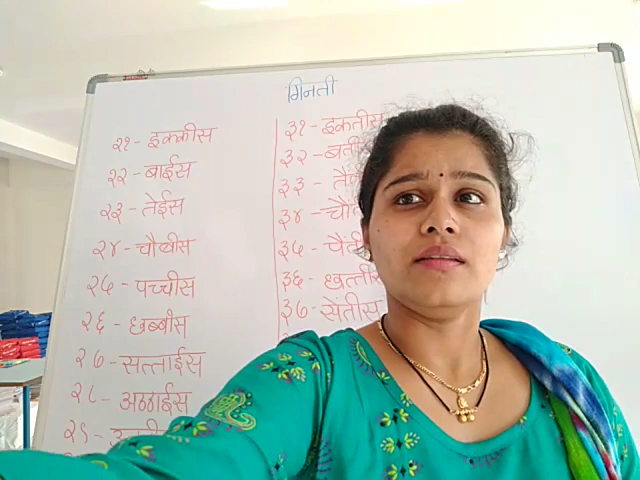 गिनती
२१ - इक्कीस
२२ - बाईस
२३ - तेईस
२४ - चौबीस
२५ - पच्चीस
२६ - छब्बीस
२७ - सत्ताईस
२८ - अठ्ठाईस
२९ -
३१ - इकतीस
३२ -
३३ -
३४ -
३५ -
३६ -
३७ - सेंतीस